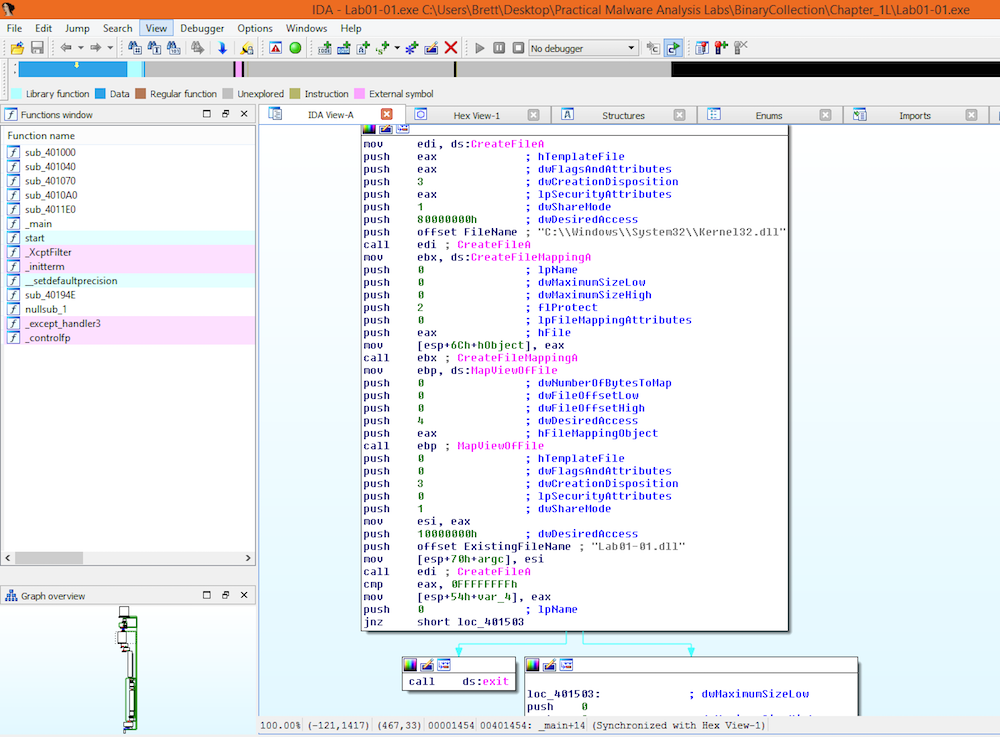 IDA - Lab01-01.exe C:\Users\Brett\Desktop\Practical Malware Analysis Labs\BinaryCollection\Chapter_1L\Lab01-01.exe
File Edit Jump Search View Debugger Options Windows Help
No debugger
Library function Data Regular function Unexplored Instruction External symbol
Functions window
IDA View-A Hex View-1 Structures Enums Imports
Function name
sub_401000
sub_401040
sub_401070
sub_4010A0
sub_4011E0
_main
start
_XcptFilter
_initterm
__setdefaultprecision
sub_40194E
nullsub_1
_except_handler3
_controlfp
Graph overview
mov edi, ds:CreateFileA
push eax ; hTemplateFile
push eax ; dwFlagsAndAttributes
push 3 ; dwCreationDisposition
push eax ; lpSecurityAttributes
push 1 ; dwShareMode
push 80000000h ; dwDesiredAccess
push offset FileName ; "C:\\Windows\\System32\\Kernel32.dll"
call edi ; CreateFileA
mov ebx, ds:CreateFileMappingA
push 0 ; lpName
push 0 ; dwMaximumSizeLow
push 0 ; dwMaximumSizeHigh
push 2 ; flProtect
push 0 ; lpFileMappingAttributes
push eax ; hFile
mov [esp+6Ch+hObject], eax
call ebx ; CreateFileMappingA
mov ebp, ds:MapViewOfFile
push 0 ; dwNumberOfBytesToMap
push 0 ; dwFileOffsetLow
push 0 ; dwFileOffsetHigh
push 4 ; dwDesiredAccess
push eax ; hFileMappingObject
call ebp ; MapViewOfFile
push 0 ; hTemplateFile
push 0 ; dwFlagsAndAttributes
push 3 ; dwCreationDisposition
push 0 ; lpSecurityAttributes
push 1 ; dwShareMode
mov esi, eax
push 10000000h ; dwDesiredAccess
push offset ExistingFileName ; "Lab01-01.dll"
mov [esp+70h+argc], esi
call edi ; CreateFileA
cmp eax, 0FFFFFFFFh
mov [esp+54h+var_4], eax
push 0 ; lpName
jnz short loc_401503
call ds:exit
loc_401503: ; dwMaximumSizeLow
push 0
100.00% (-121,1417) (467,33) 00001454 00401454: _main+14 (Synchronized with Hex View-1)